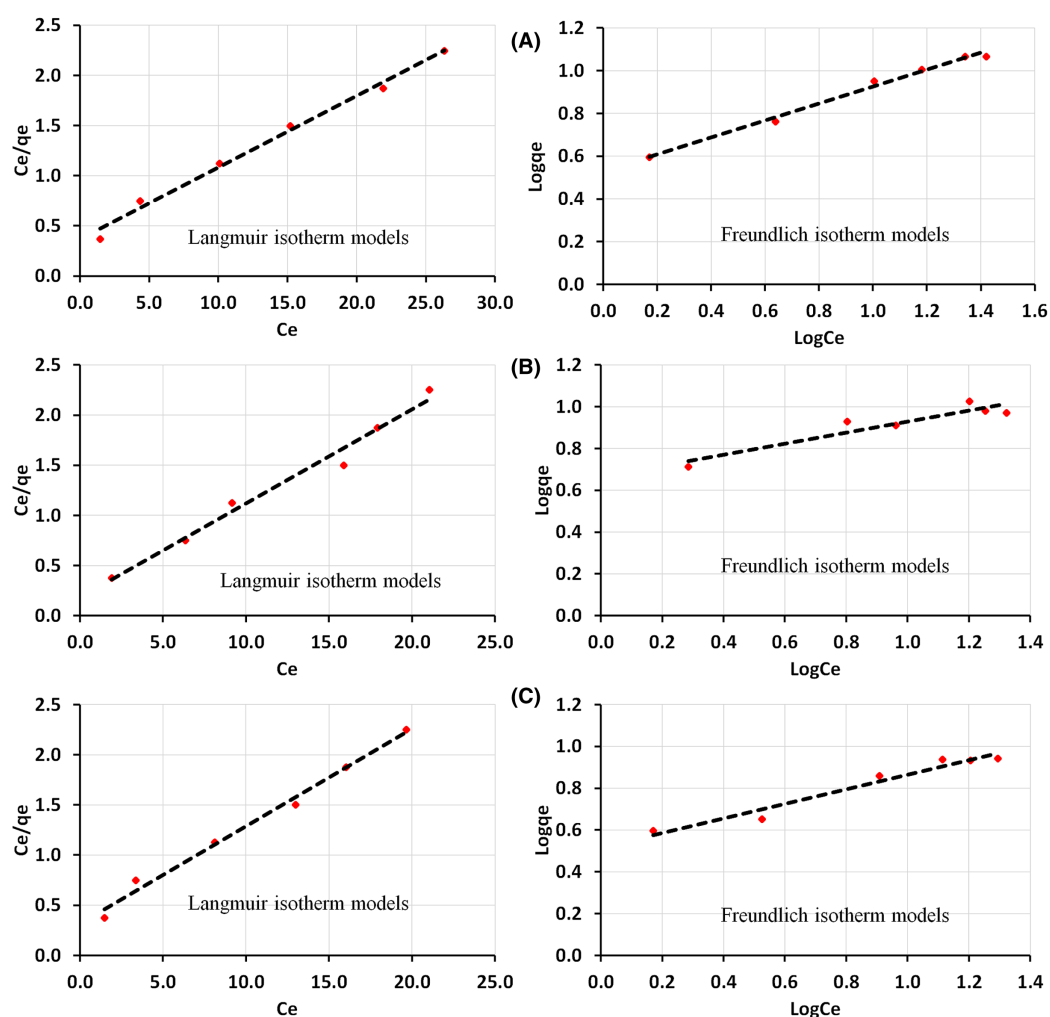 (A)
Ce/qe
2.5
2.0
1.5
1.0
0.5
0.0
Langmuir isotherm models
0.0 5.0 10.0 15.0 20.0 25.0 30.0
Ce
Logqe
1.2
1.0
0.8
0.6
0.4
0.2
0.0
Freundlich isotherm models
0.0 0.2 0.4 0.6 0.8 1.0 1.2 1.4 1.6
LogCe
(B)
Ce/qe
2.5
2.0
1.5
1.0
0.5
0.0
Langmuir isotherm models
0.0 5.0 10.0 15.0 20.0 25.0
Ce
Logqe
1.2
1.0
0.8
0.6
0.4
0.2
0.0
Freundlich isotherm models
0.0 0.2 0.4 0.6 0.8 1.0 1.2 1.4
LogCe
(C)
Ce/qe
2.5
2.0
1.5
1.0
0.5
0.0
Langmuir isotherm models
0.0 5.0 10.0 15.0 20.0 25.0
Ce
Logqe
1.2
1.0
0.8
0.6
0.4
0.2
0.0
Freundlich isotherm models
0.0 0.2 0.4 0.6 0.8 1.0 1.2 1.4
LogCe